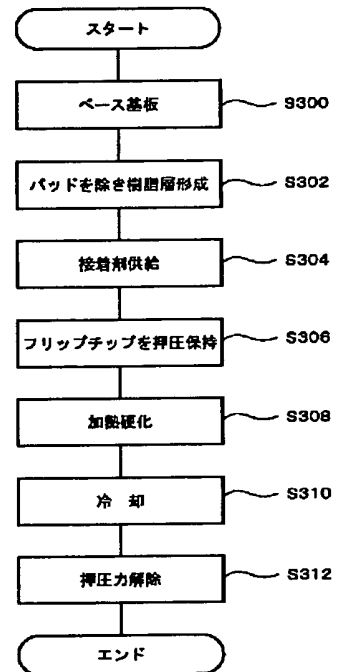 スタート
ベース基板 S300
パッドを除き樹脂層形成 S302
接着剤供給 S304
フリップチップを押圧保持 S306
加熱硬化 S308
冷 却 S310
押圧力解除 S312
エンド